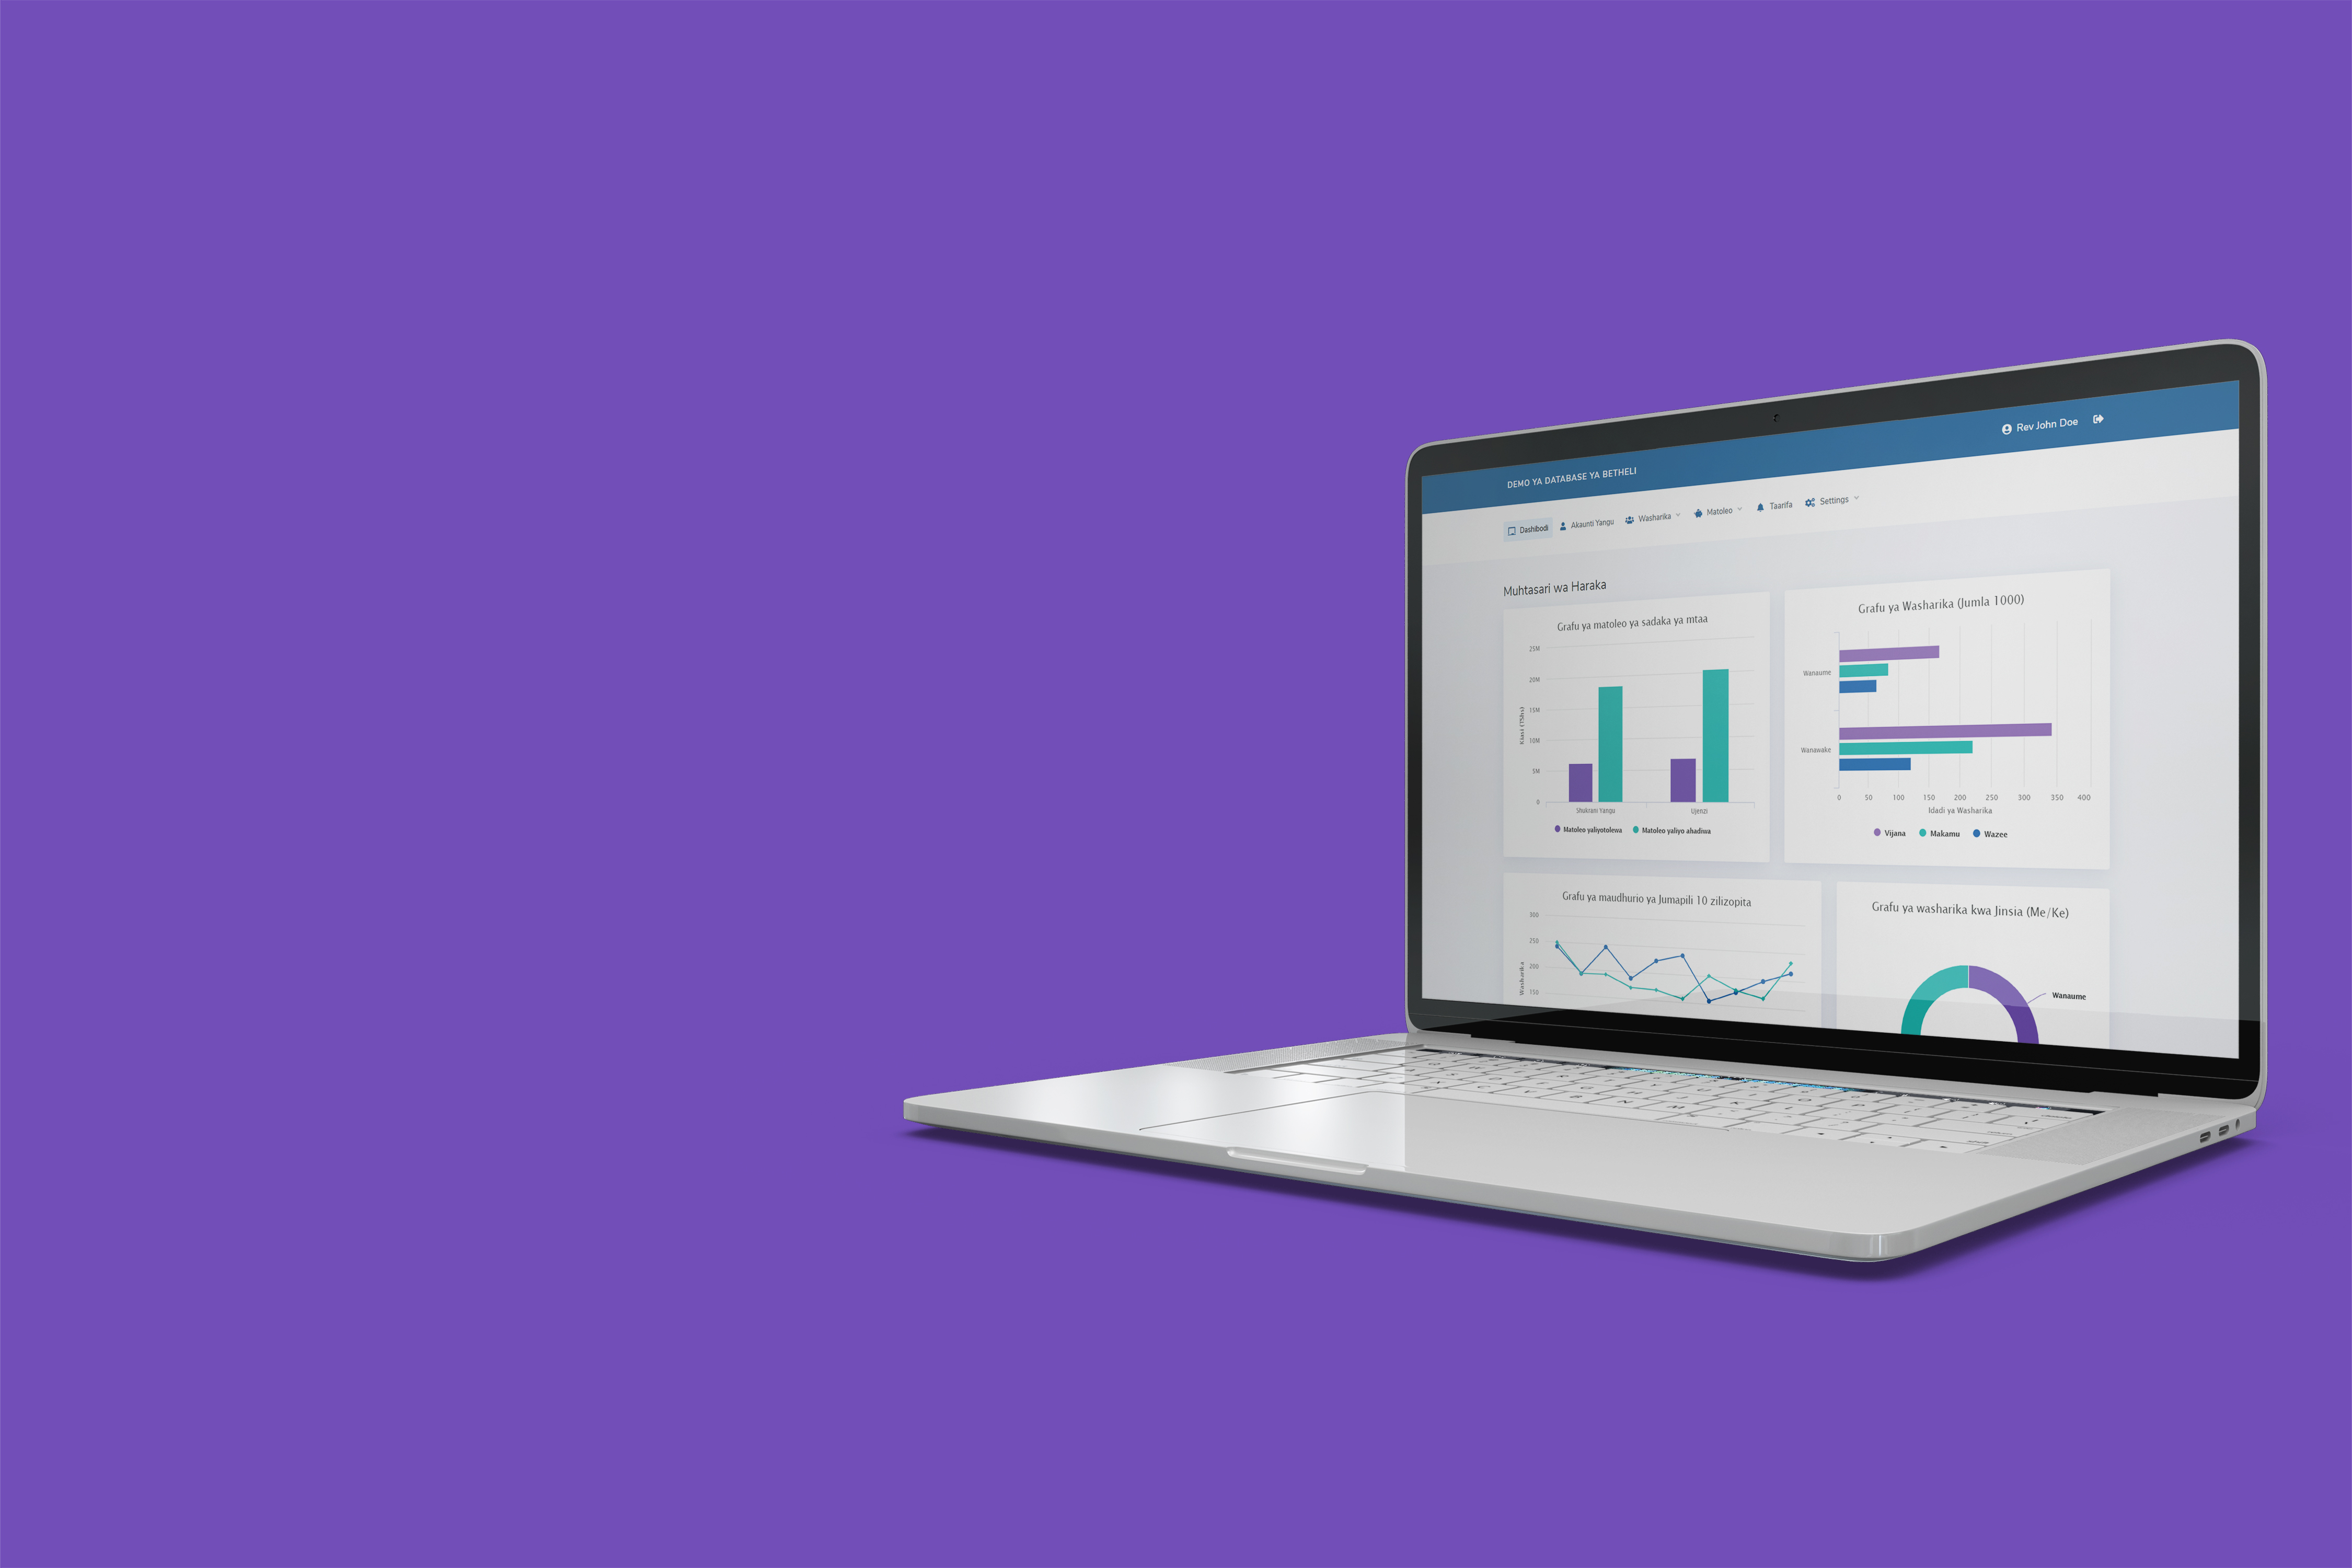 Rev John Doe
DEMO YA DATABASE YA BETHELI
Dashibodi Akaunti Yangu Washarika Matoleo Taarifa Settings
Muhtasari wa Haraka
Grafu ya matoleo ya sadaka ya mtaa
25M
20M
15M
10M
5M
0
Shukrani Yangu Ujenzi
Matoleo yaliyotolewa Matoleo yaliyo ahadiwa
Grafu ya Washarika (Jumla 1000)
Wanaume
Wanawake
0 50 100 150 200 250 300 350 400
Idadi ya Washarika
Vijana Makamu Wazee
Grafu ya maudhurio ya Jumapili 10 zilizopita
300
250
200
150
Washarika
Grafu ya washarika kwa Jinsia (Me/Ke)
Wanaume